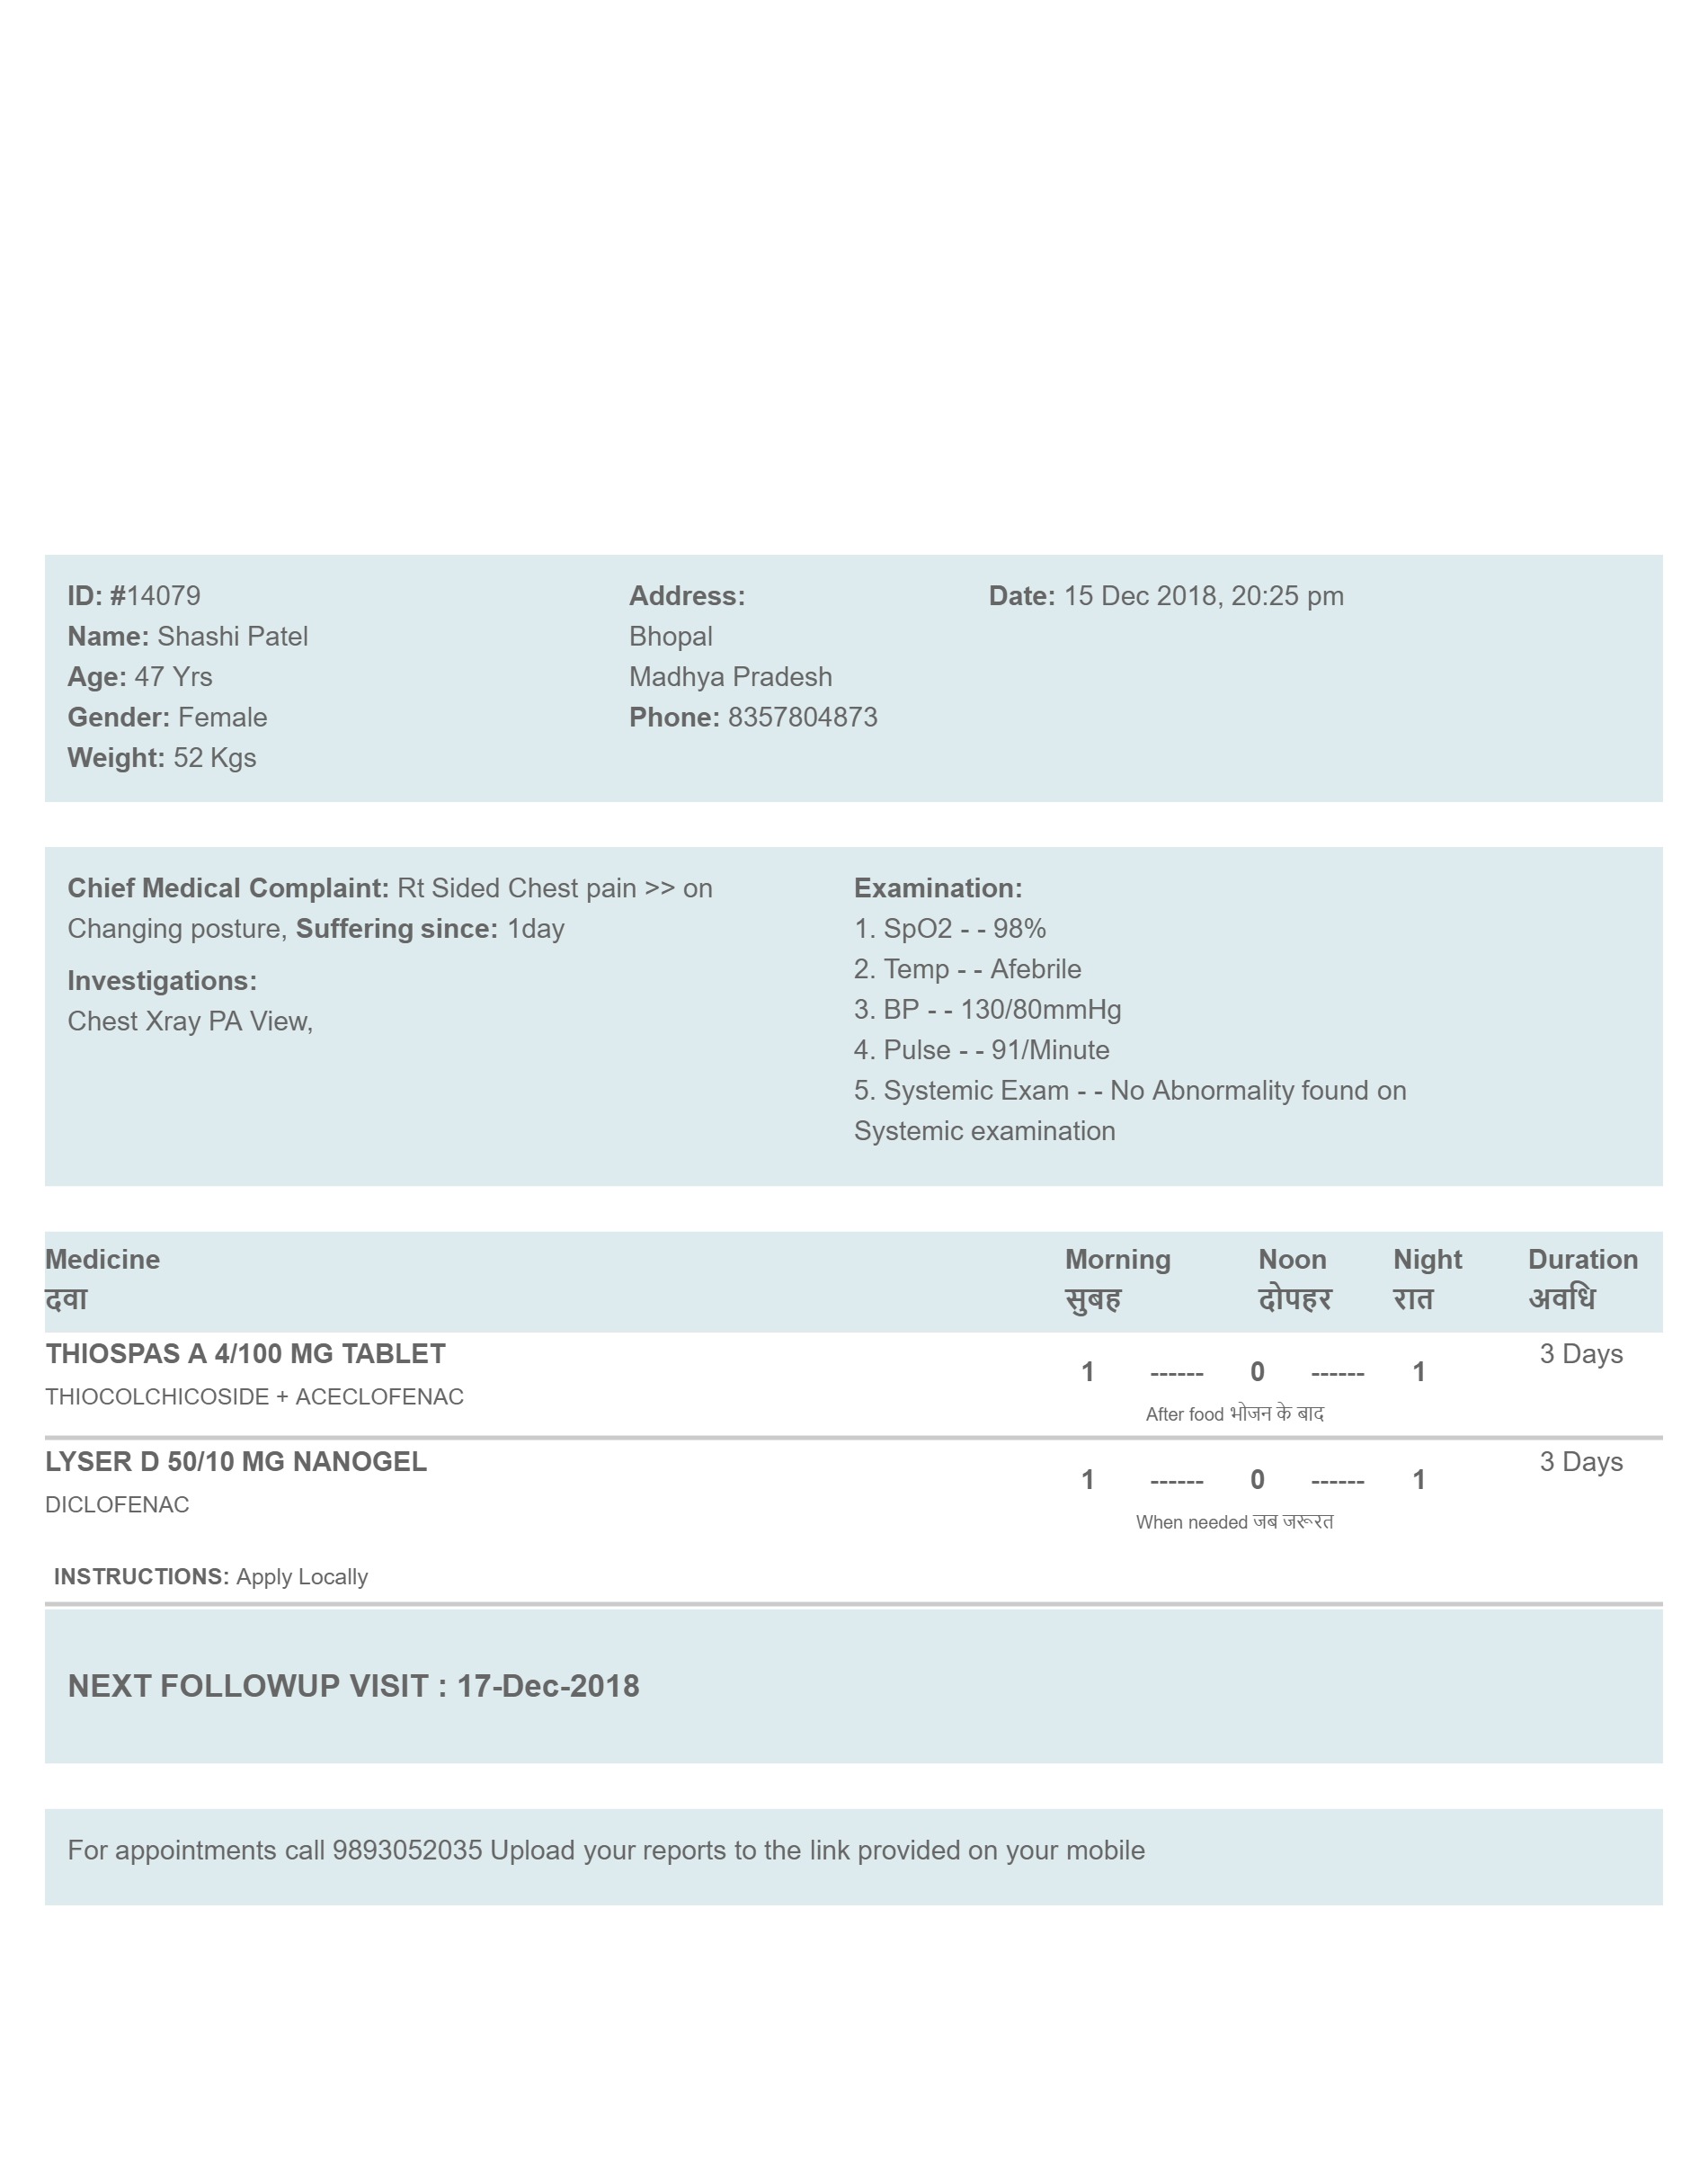 ID: #14079
Name: Shashi Patel
Age: 47 Yrs
Gender: Female
Weight: 52 Kgs
Address:
Bhopal
Madhya Pradesh
Phone: 8357804873
Date: 15 Dec 2018, 20:25 pm
Chief Medical Complaint: Rt Sided Chest pain >> on
Changing posture, Suffering since: 1day
Investigations:
Chest Xray PA View,
Examination:
1. SpO2 - - 98%
2. Temp - - Afebrile
3. BP - - 130/80mmHg
4. Pulse - - 91/Minute
5. Systemic Exam - - No Abnormality found on
Systemic examination
Medicine Morning Noon Night Duration
दवा सुबह दोपहर रात अवधि
THIOSPAS A 4/100 MG TABLET 3 Days
1 ------ 0 ------ 1
THIOCOLCHICOSIDE + ACECLOFENAC
After food भोजन के बाद
LYSER D 50/10 MG NANOGEL 3 Days
1 ------ 0 ------ 1
DICLOFENAC
When needed जब जरूरत
INSTRUCTIONS: Apply Locally
NEXT FOLLOWUP VISIT : 17-Dec-2018
For appointments call 9893052035 Upload your reports to the link provided on your mobile